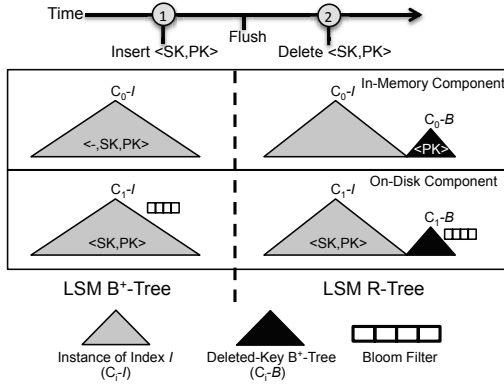 Time
1
2
Insert <SK,PK>
Flush
Delete <SK,PK>
In-Memory Component
C0-I
C0-I
C0-B
<-,SK,PK>
<PK>
On-Disk Component
C1-I
C1-I
C1-B
<SK,PK>
<SK,PK>
LSM B+-Tree
LSM R-Tree
Instance of Index I
(Ci-I)
Deleted-Key B+-Tree
(Ci-B)
Bloom Filter